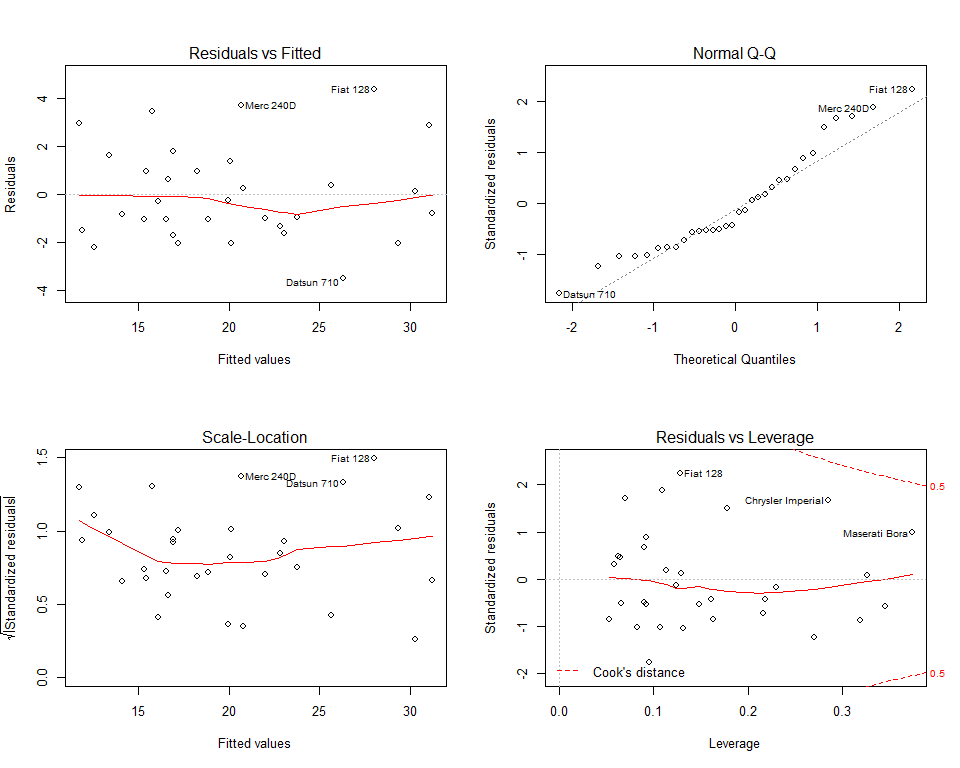 Residuals vs Fitted
Residuals
4
2
0
-2
-4
Fiat 128
Merc 240D
Datsun 710
15 20 25 30
Fitted values
Normal Q-Q
Standardized residuals
2
1
0
-1
Fiat 128
Merc 240D
Datsun 710
-2 -1 0 1 2
Theoretical Quantiles
Scale-Location
√|Standardized residuals|
1.5
1.0
0.5
0.0
Fiat 128
Merc 240D
Datsun 710
15 20 25 30
Fitted values
Residuals vs Leverage
Standardized residuals
2
1
0
-1
-2
Fiat 128
Chrysler Imperial
Maserati Bora
0.5
0.5
Cook's distance
0.0 0.1 0.2 0.3
Leverage